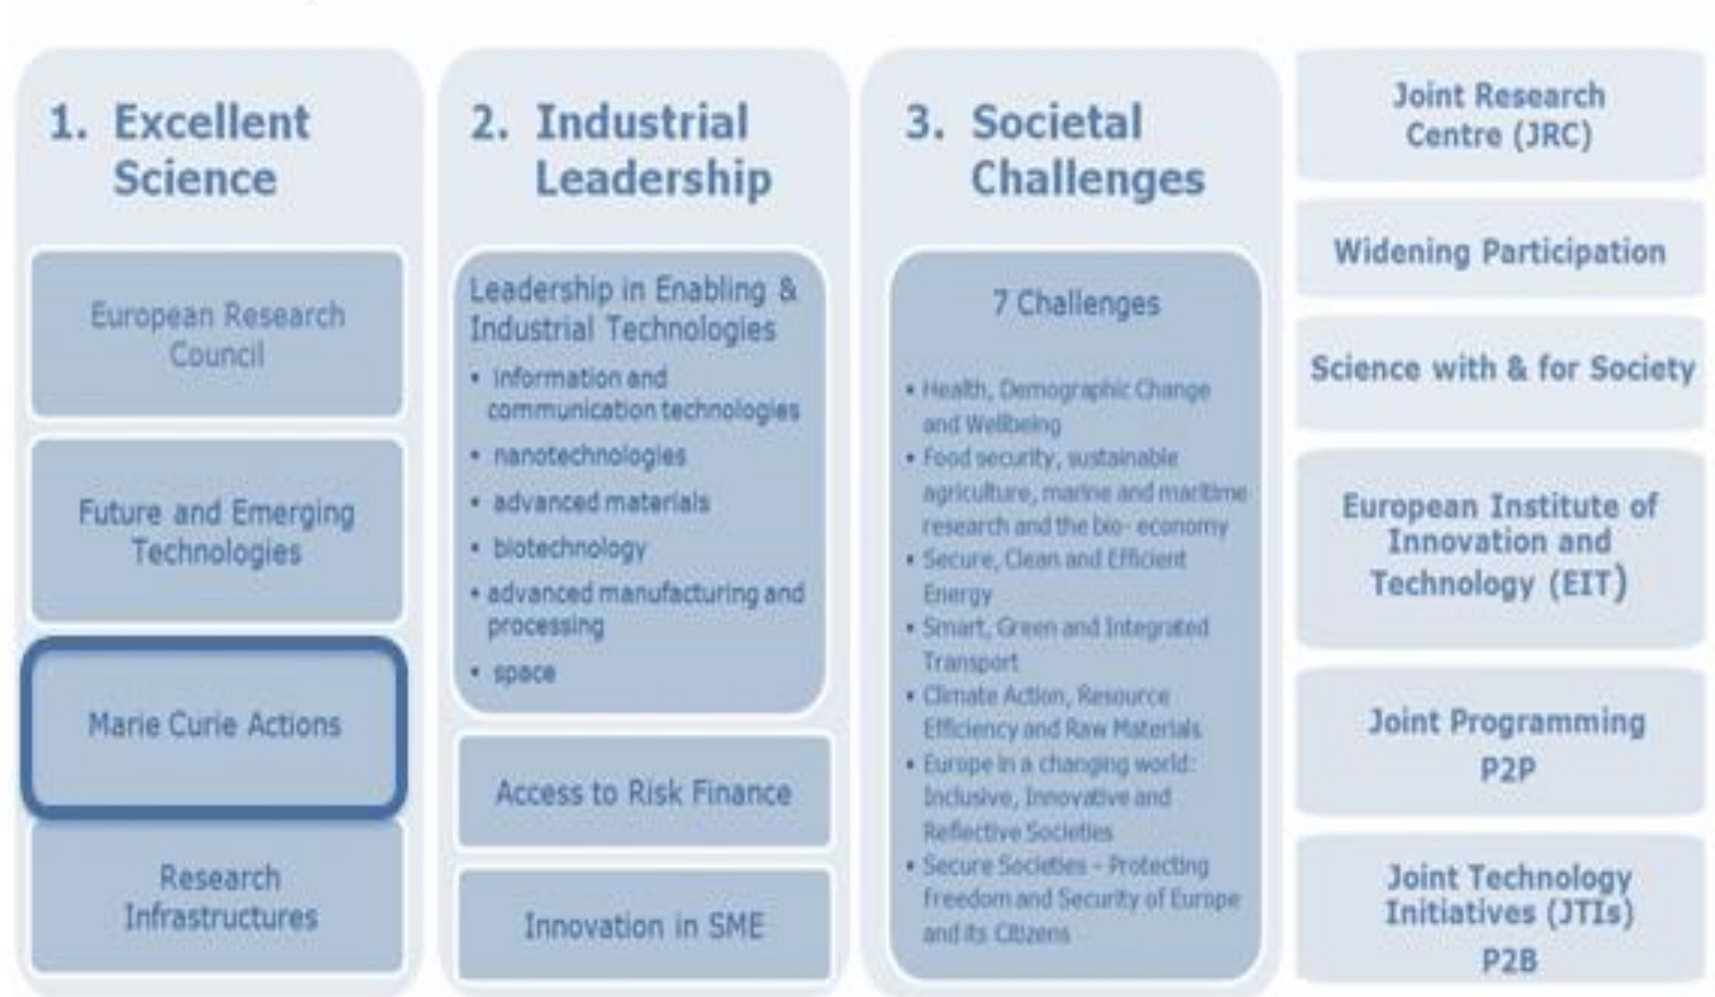 1. Excellent
Science
European Research
Council
Future and Emerging
Technologies
Marie Curie Actions
Research
Infrastructures
2. Industrial
Leadership
Leadership in Enabling &
Industrial Technologies
• information and
communication technologies
• nanotechnologies
• advanced materials
• biotechnology
• advanced manufacturing and
processing
• space
Access to Risk Finance
Innovation in SME
3. Societal
Challenges
7 Challenges
• Health, Demographic Change
and Wellbeing
• Food security, sustainable
agriculture, marine and maritime
research and the bio- economy
• Secure, Clean and Efficient
Energy
• Smart, Green and Integrated
Transport
• Climate Action, Resource
Efficiency and Raw Materials
• Europe in a changing world:
Inclusive, Innovative and
Reflective Societies
• Secure Societies – Protecting
freedom and Security of Europe
and its Citizens
Joint Research
Centre (JRC)
Widening Participation
Science with & for Society
European Institute of
Innovation and
Technology (EIT)
Joint Programming
P2P
Joint Technology
Initiatives (JTIs)
P2B